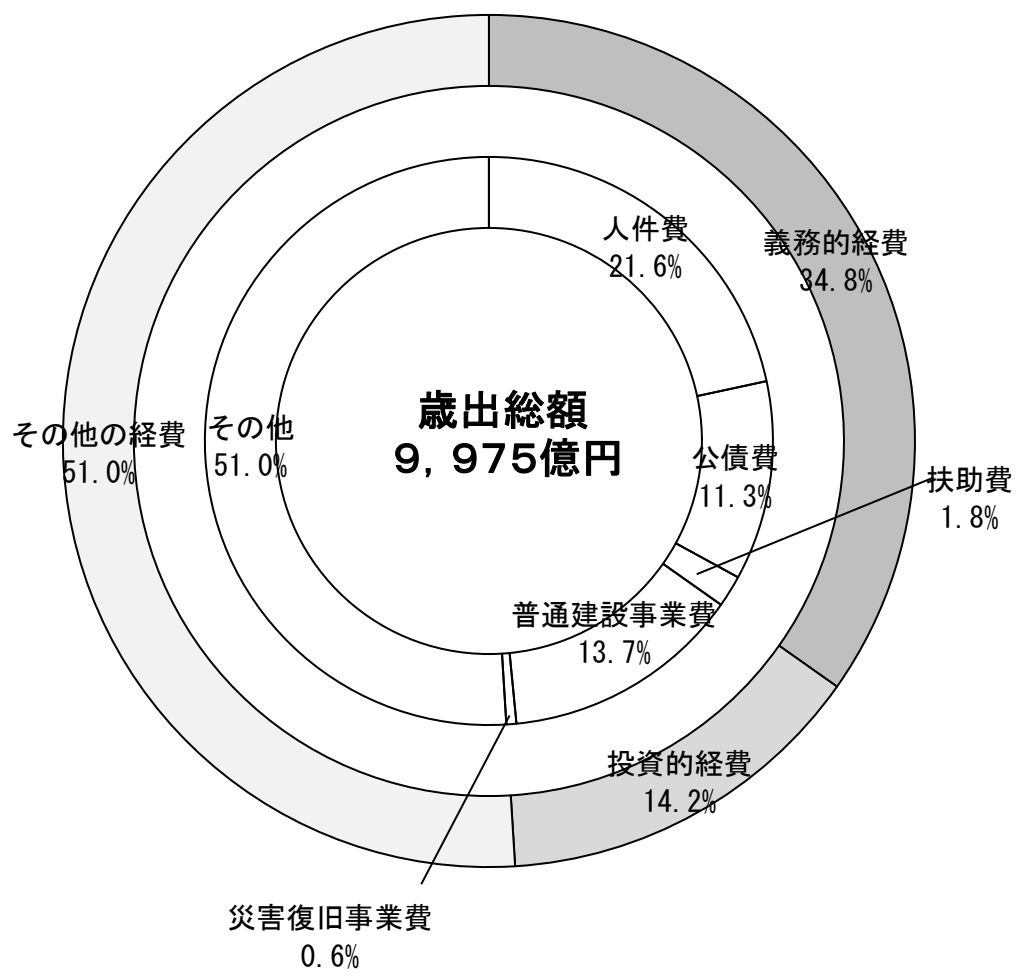 人件費
21.6%
義務的経費
34.8%
歳出総額
9,975億円
その他の経費
51.0%
その他
51.0%
公債費
11.3%
扶助費
1.8%
普通建設事業費
13.7%
投資的経費
14.2%
災害復旧事業費
0.6%